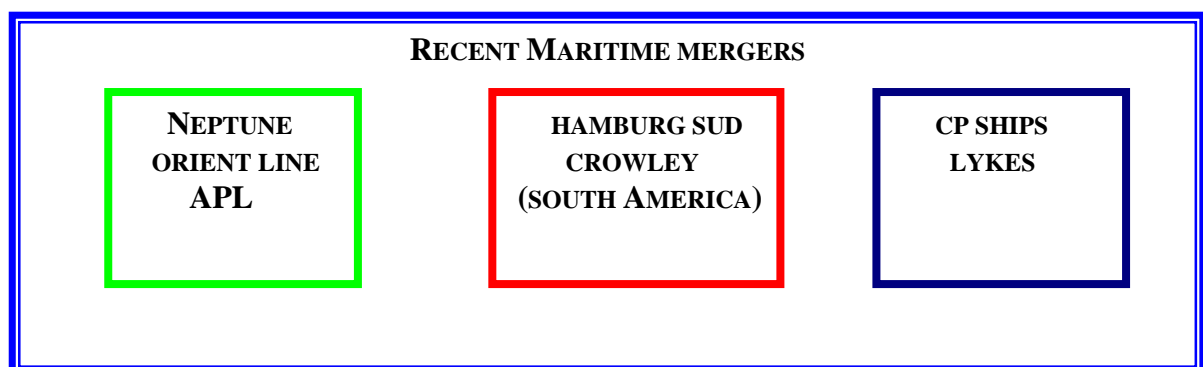 RECENT MARITIME MERGERS
NEPTUNE
ORIENT LINE
APL
HAMBURG SUD
CROWLEY
(SOUTH AMERICA)
CP SHIPS
LYKES